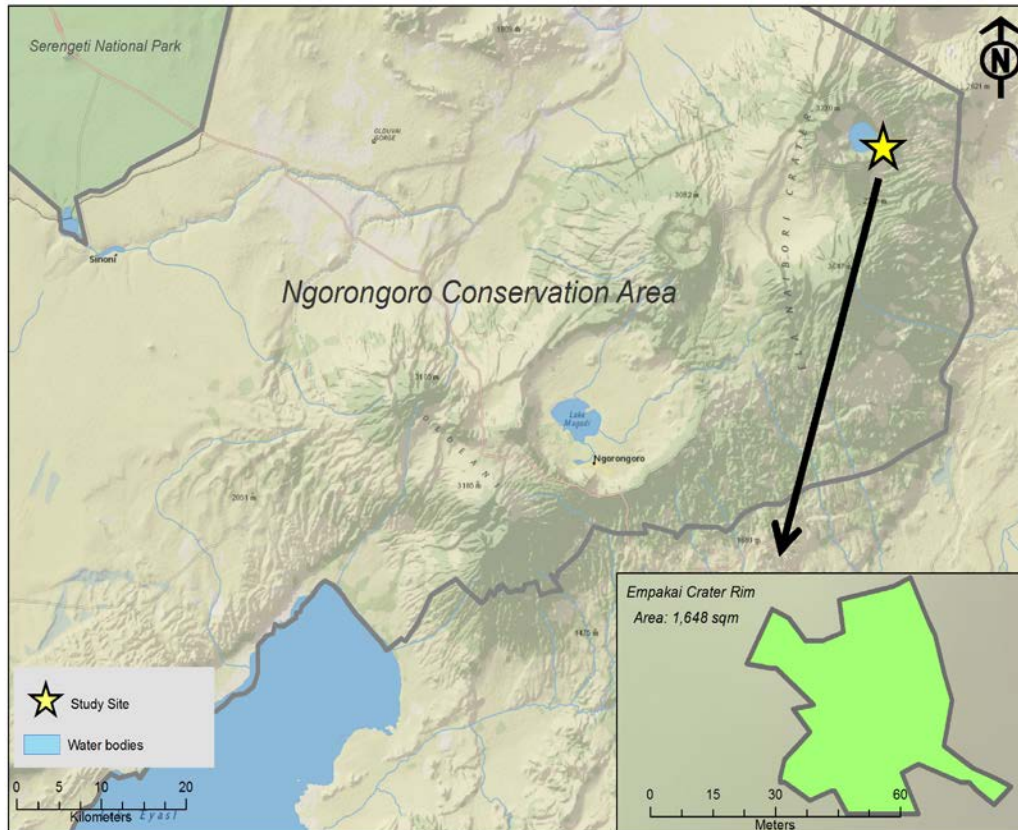 Serengeti National Park
N
OLDUVAI
GORGE
3082 m
Sinoni
ELA NAIBORI CRATER
Ngorongoro Conservation Area
Lake
Magadi
Ngorongoro
OLDEANI
Empakai Crater Rim
Area: 1,648 sqm
Study Site
Water bodies
0 5 10 20
Kilometers
Eyasi
0 15 30 60
Meters